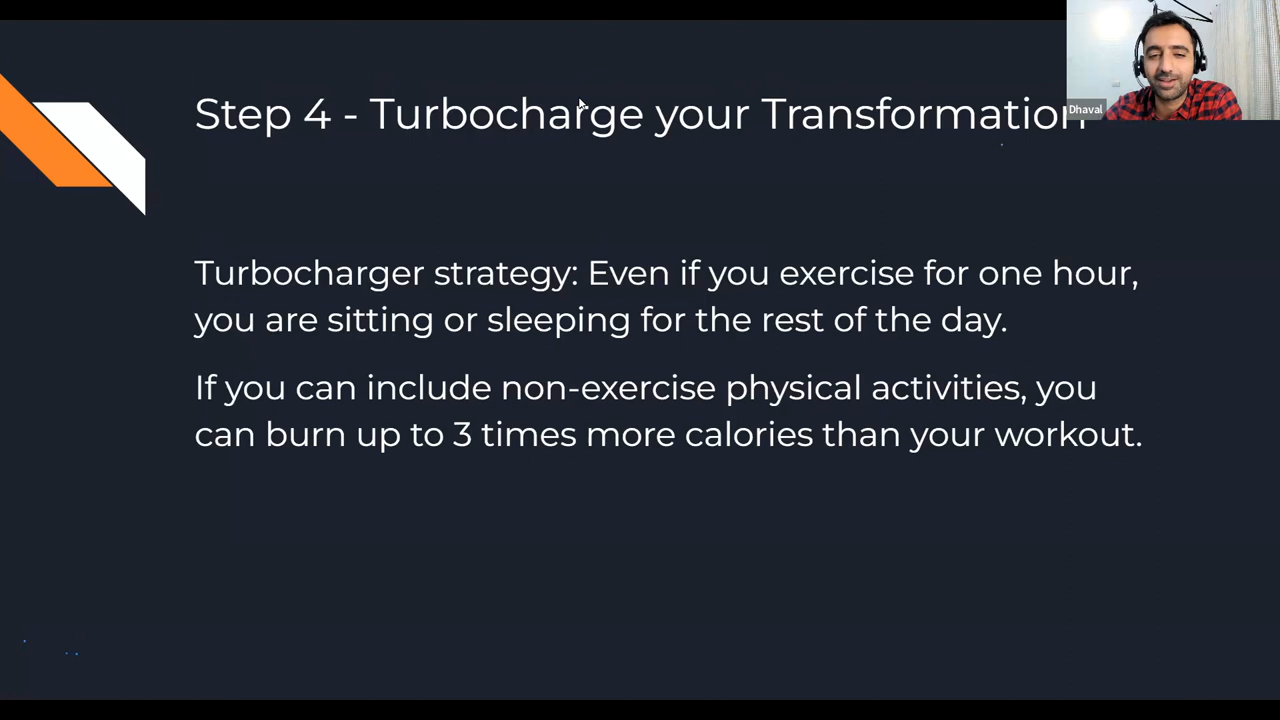 Step 4 - Turbocharge your Transformation
Dhaval
Turbocharger strategy: Even if you exercise for one hour,
you are sitting or sleeping for the rest of the day.
If you can include non-exercise physical activities, you
can burn up to 3 times more calories than your workout.